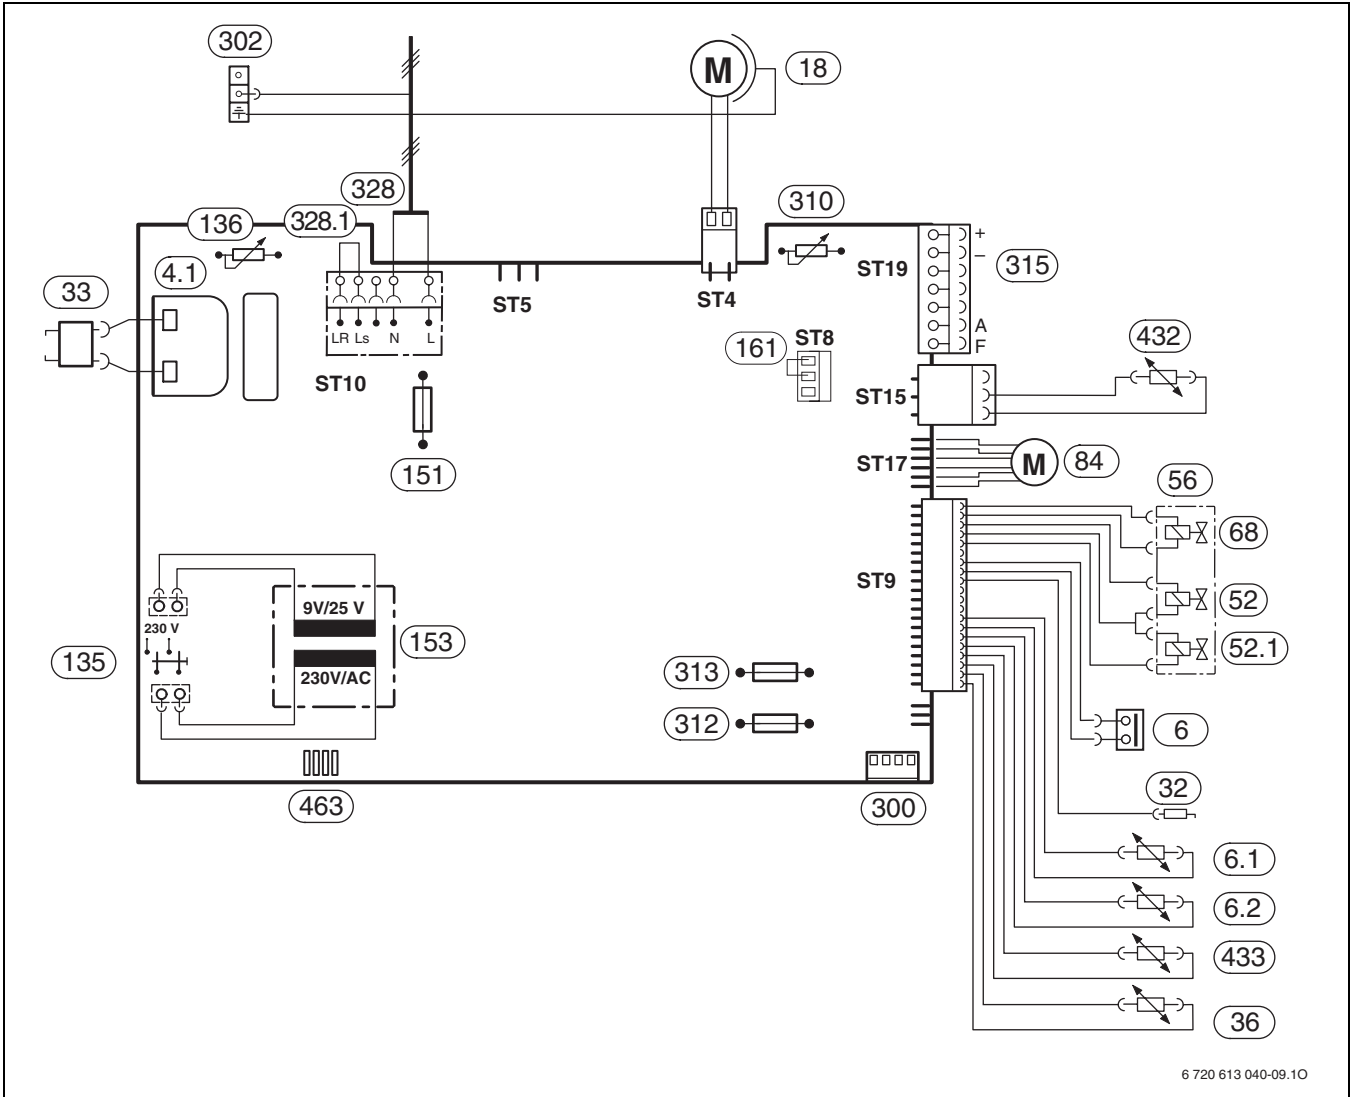 302
M
18
328
136
328.1
310
4.1
ST19
+
–
315
33
ST5
ST4
LR Ls N L
A
F
432
161
ST8
ST10
ST15
151
ST17
M
84
56
68
ST9
52
9V/25 V
230 V
153
52.1
135
230V/AC
313
312
6
463
300
32
6.1
6.2
433
36
6 720 613 040-09.1O